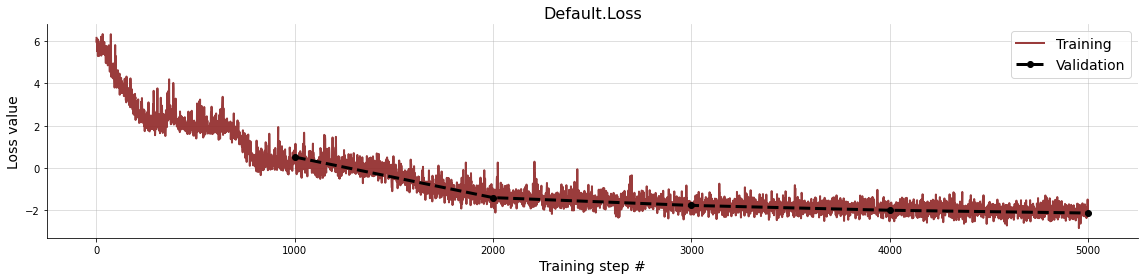 Default.Loss
Loss value
6
4
2
0
−2
Training
Validation
0 1000 2000 3000 4000 5000
Training step #